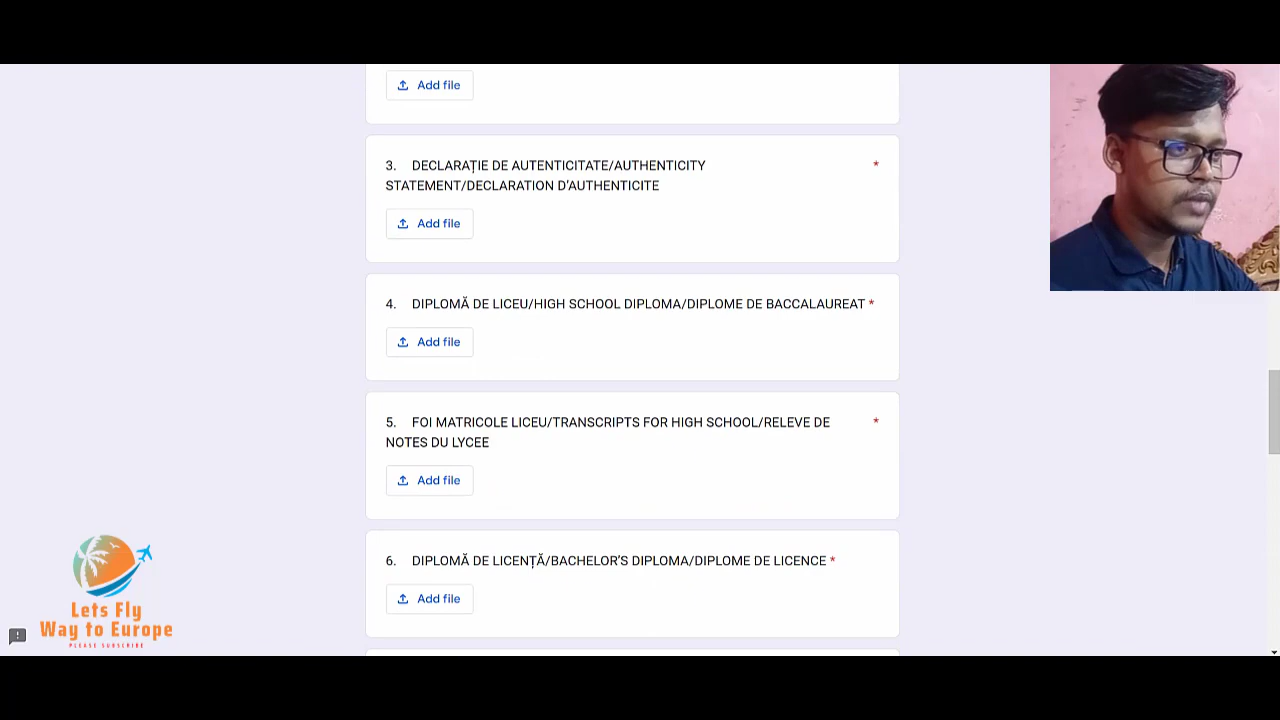 Add file
3. DECLARAȚIE DE AUTENTICITATE/AUTHENTICITY *
STATEMENT/DECLARATION D'AUTHENTICITE
Add file
4. DIPLOMĂ DE LICEU/HIGH SCHOOL DIPLOMA/DIPLOME DE BACCALAUREAT *
Add file
5. FOI MATRICOLE LICEU/TRANSCRIPTS FOR HIGH SCHOOL/RELEVE DE *
NOTES DU LYCEE
Add file
6. DIPLOMĂ DE LICENȚĂ/BACHELOR'S DIPLOMA/DIPLOME DE LICENCE *
Add file
Lets Fly
Way to Europe
PLEASE SUBSCRIBE